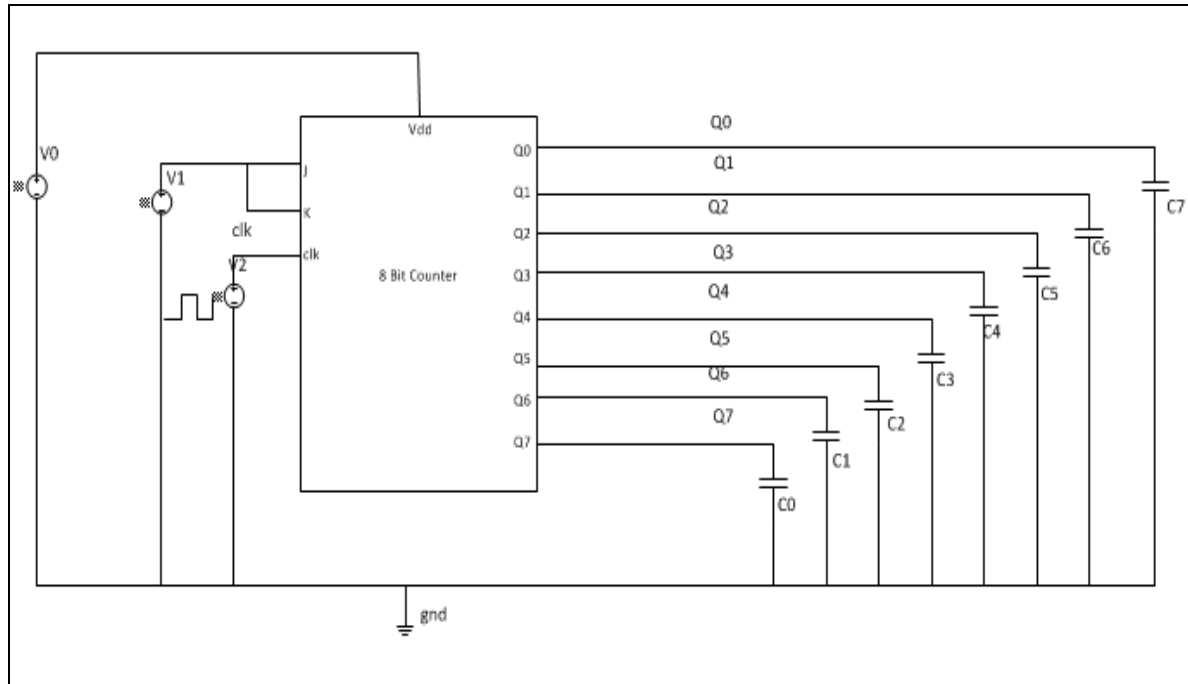 V0
V1
clk
V2
Vdd
J
K
clk
8 Bit Counter
Q0
Q1
Q2
Q3
Q4
Q5
Q6
Q7
Q0
Q1
Q2
Q3
Q4
Q5
Q6
Q7
C7
C6
C5
C4
C3
C2
C1
C0
gnd